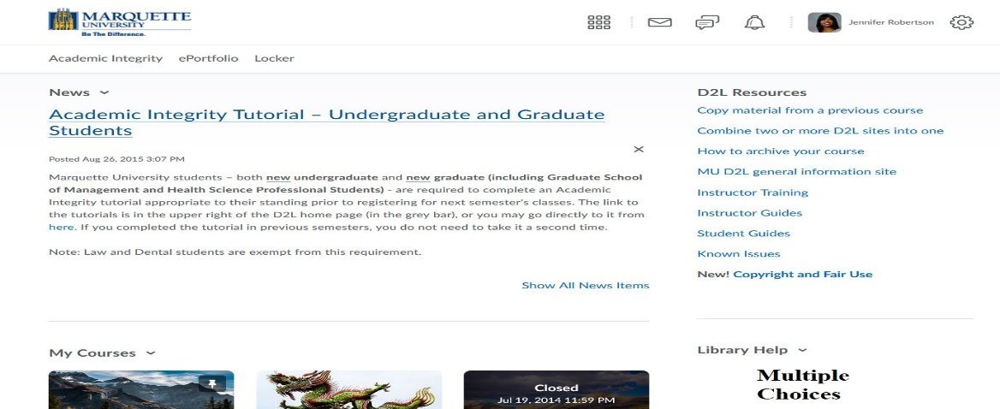 MARQUETTE
UNIVERSITY
Be The Difference.
Jennifer Robertson
Academic Integrity ePortfolio Locker
News
Academic Integrity Tutorial – Undergraduate and Graduate
Students
Posted Aug 26, 2015 3:07 PM
Marquette University students – both new undergraduate and new graduate (including Graduate School
of Management and Health Science Professional Students) - are required to complete an Academic
Integrity tutorial appropriate to their standing prior to registering for next semester's classes. The link to
the tutorials is in the upper right of the D2L home page (in the grey bar), or you may go directly to it from
here. If you completed the tutorial in previous semesters, you do not need to take it a second time.
Note: Law and Dental students are exempt from this requirement.
Show All News Items
My Courses
Closed
Jul 19, 2014 11:59 PM
D2L Resources
Copy material from a previous course
Combine two or more D2L sites into one
How to archive your course
MU D2L general information site
Instructor Training
Instructor Guides
Student Guides
Known Issues
New! Copyright and Fair Use
Library Help
Multiple
Choices